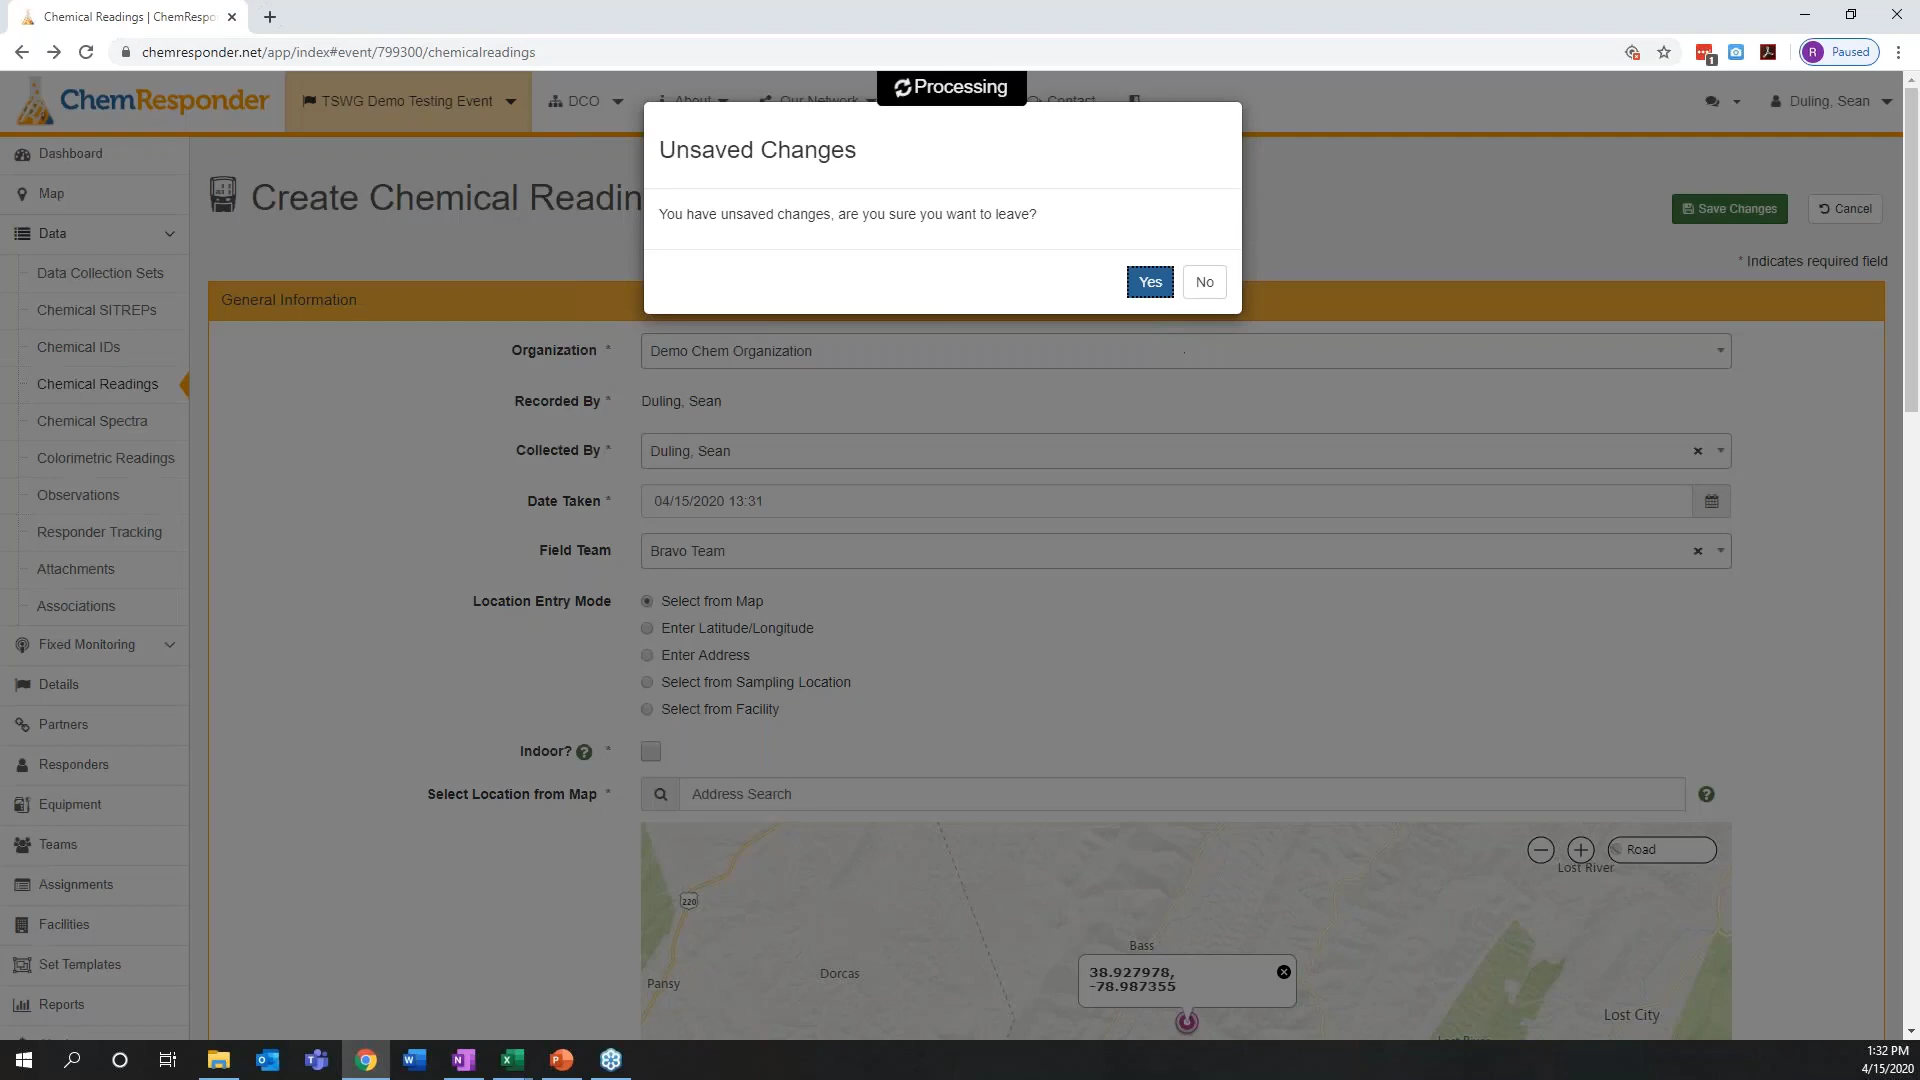 Chemical Readings | ChemRespo
chemresponder.net/app/index#event/799300/chemicalreadings
1
R Paused
ChemResponder
TSWG Demo Testing Event
DCO
About
Our Network
Processing
Contact
Duling, Sean
Dashboard
Map
Data
Data Collection Sets
Chemical SITREPs
Chemical IDs
Chemical Readings
Chemical Spectra
Colorimetric Readings
Observations
Responder Tracking
Attachments
Associations
Fixed Monitoring
Details
Partners
Responders
Equipment
Teams
Assignments
Facilities
Set Templates
Reports
Create Chemical Readin
Save Changes
Cancel
* Indicates required field
Unsaved Changes
You have unsaved changes, are you sure you want to leave?
Yes
No
General Information
Organization * Demo Chem Organization
Recorded By * Duling, Sean
Collected By * Duling, Sean
Date Taken * 04/15/2020 13:31
Field Team Bravo Team
Location Entry Mode Select from Map
Enter Latitude/Longitude
Enter Address
Select from Sampling Location
Select from Facility
Indoor? ? *
Select Location from Map * Address Search ?
Road
Lost River
220
Bass
Dorcas
Pansy
38.927978,
-78.987355
Lost City
1:32 PM
4/15/2020